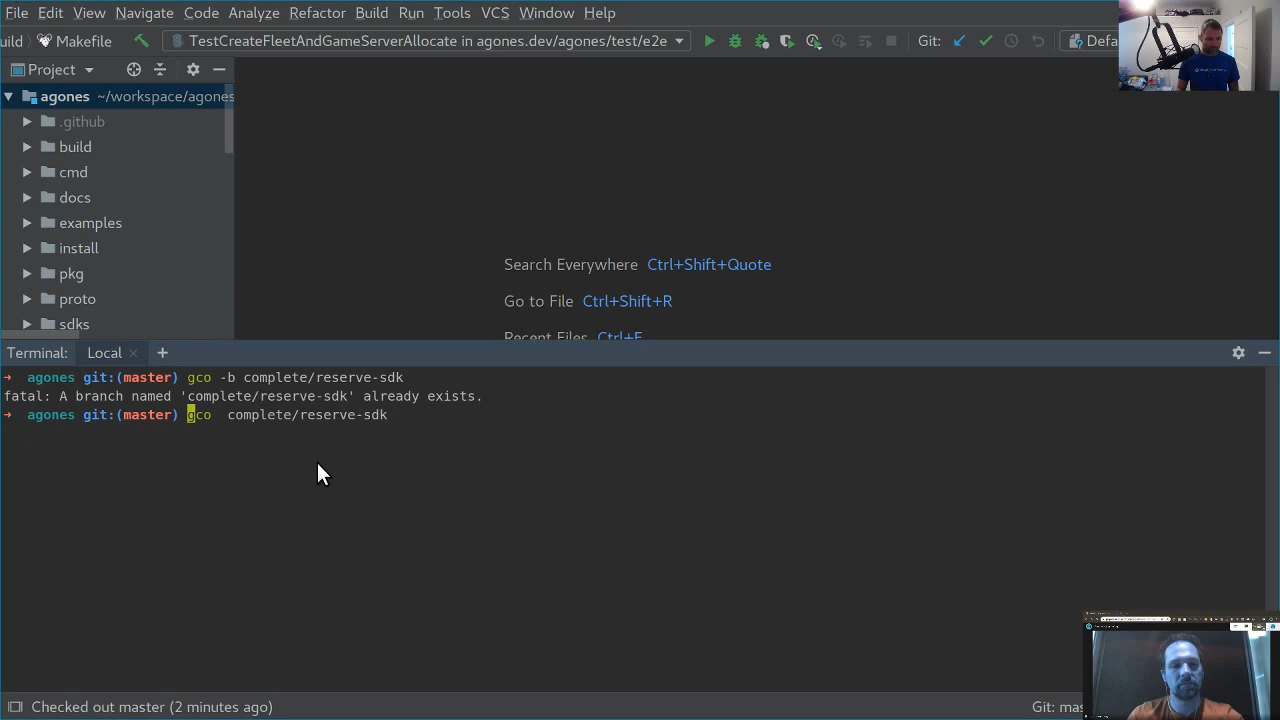 File Edit View Navigate Code Analyze Refactor Build Run Tools VCS Window Help
uild Makefile TestCreateFleetAndGameServerAllocate in agones.dev/agones/test/e2e Git: Defa
Project
agones ~/workspace/agones
.github
build
cmd
docs
examples
install
pkg
proto
sdks
Search Everywhere Ctrl+Shift+Quote
Go to File Ctrl+Shift+R
Recent Files Ctrl+E
Terminal: Local
→ agones git:(master) gco -b complete/reserve-sdk
fatal: A branch named 'complete/reserve-sdk' already exists.
→ agones git:(master) gco  complete/reserve-sdk
Checked out master (2 minutes ago) Git: mas